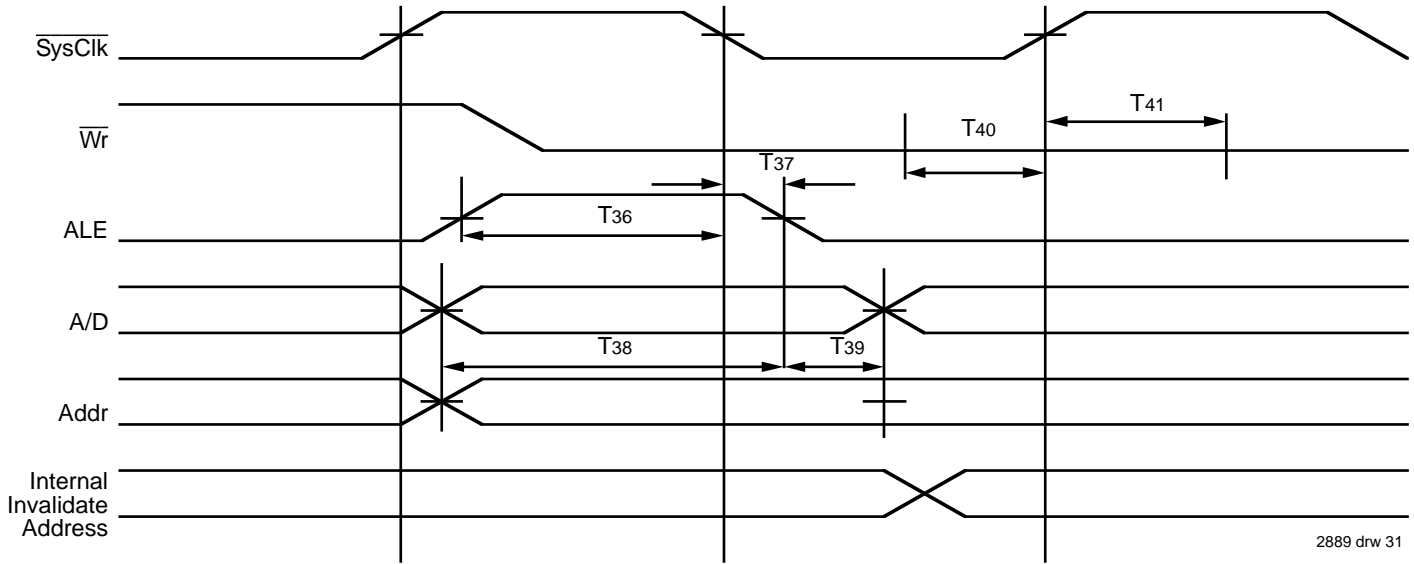 SysClk
Wr
T41
T40
T37
ALE
T36
A/D
T38
T39
Addr
Internal
Invalidate
Address
2889 drw 31